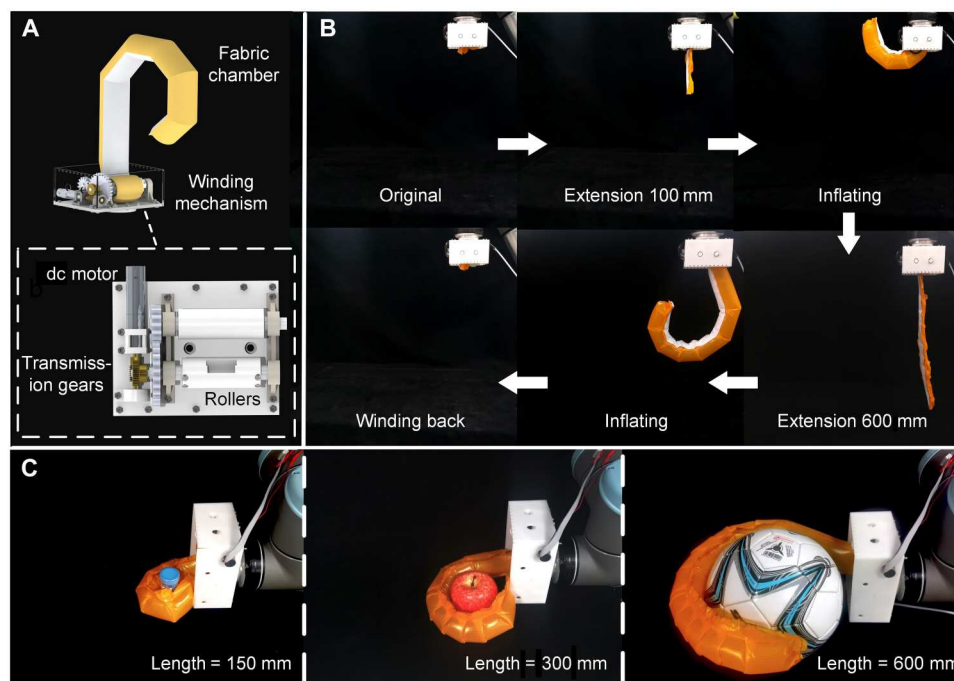 A
Fabric
chamber
Winding
mechanism
dc motor
Transmiss-
ion gears
Rollers
B
Original
Extension 100 mm
Inflating
Winding back
Inflating
Extension 600 mm
C
Length = 150 mm
Length = 300 mm
Length = 600 mm